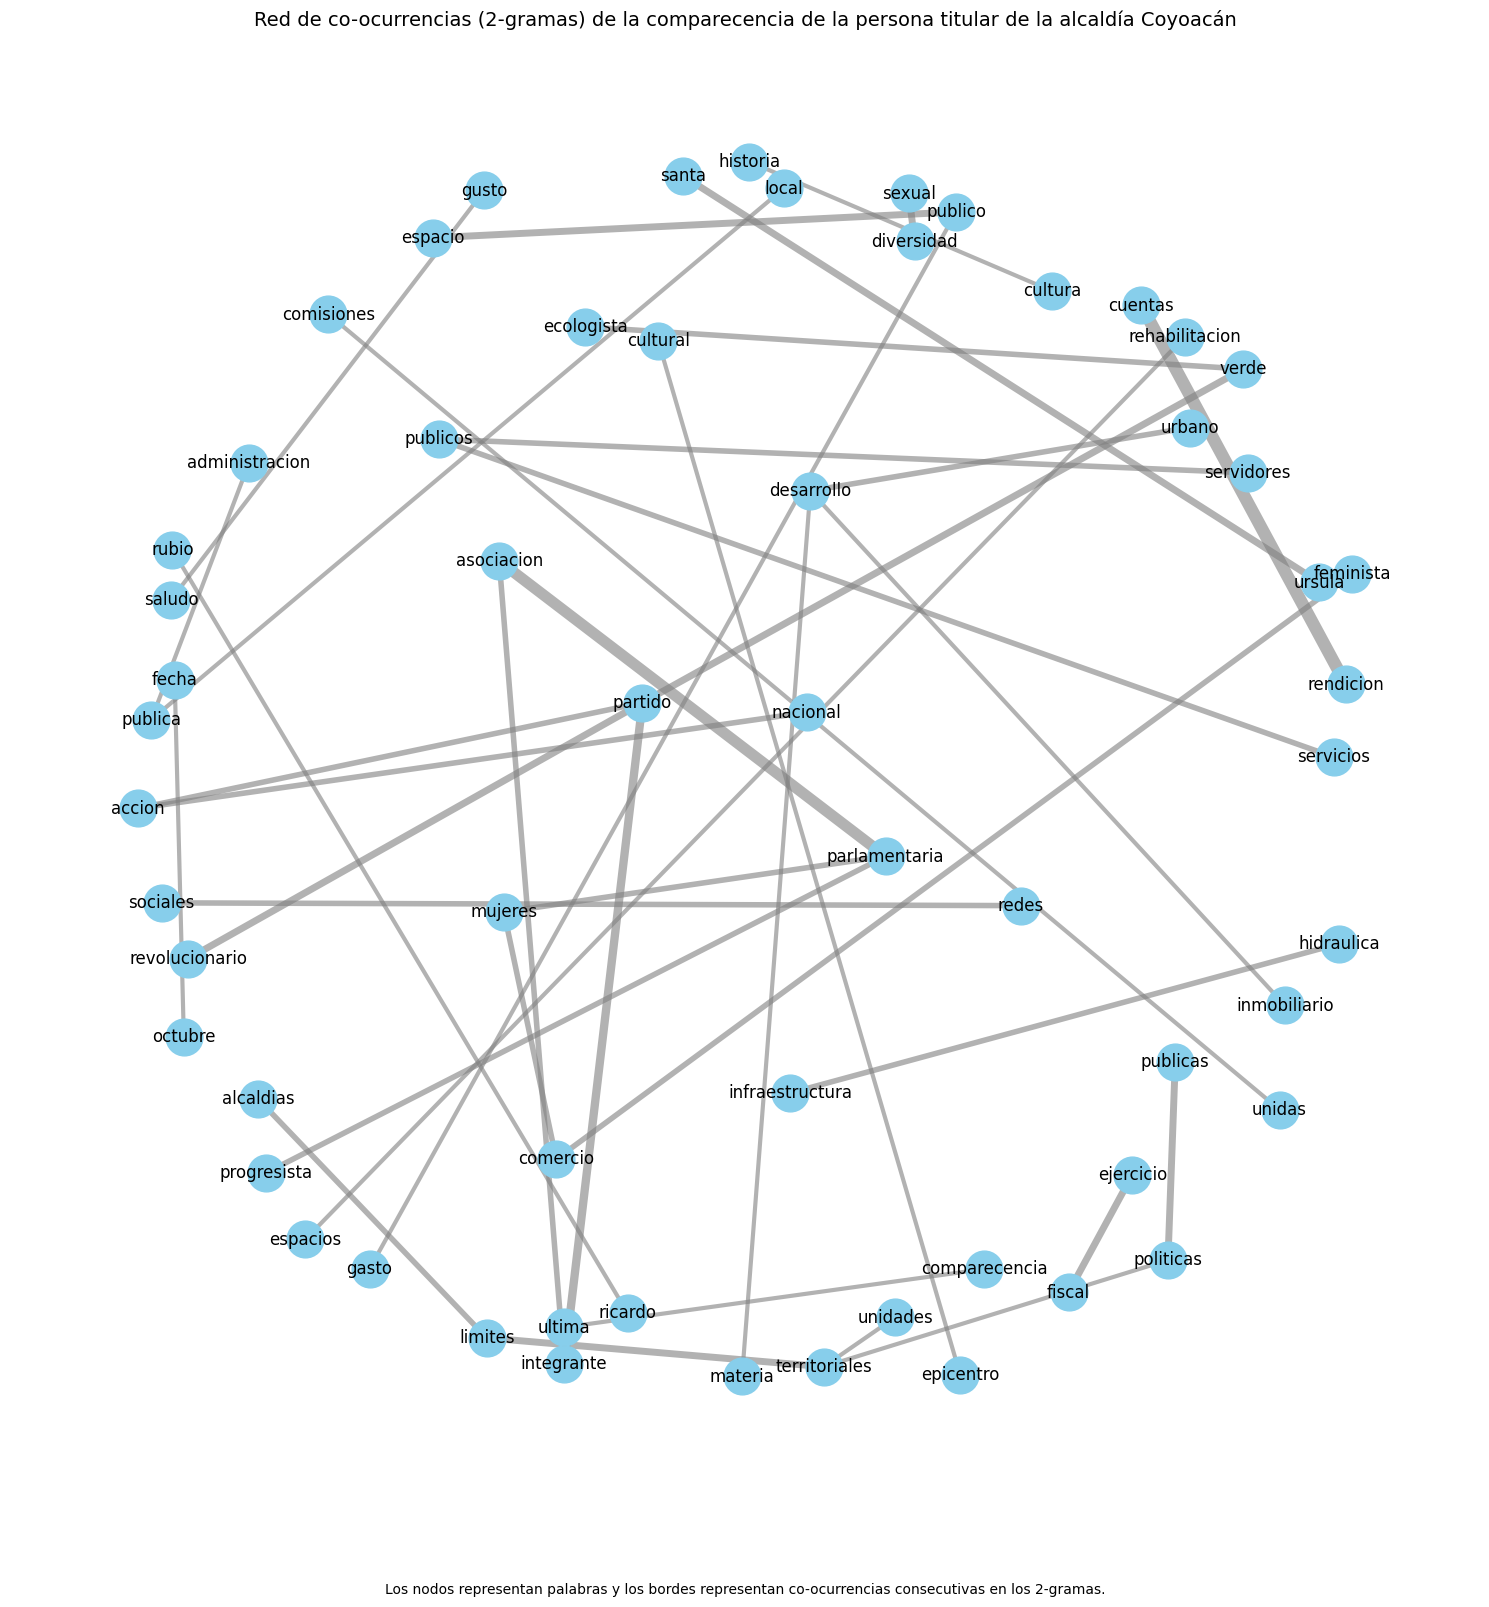 Red de co-ocurrencias (2-gramas) de la comparecencia de la persona titular de la alcaldía Coyoacán
historia
santa
local
gusto
sexual
publico
espacio
diversidad
cultura
cuentas
comisiones
ecologista
rehabilitacion
cultural
verde
urbano
publicos
administracion
servidores
desarrollo
rubio
asociacion
feminista
ursula
saludo
fecha
rendicion
partido
nacional
publica
servicios
accion
parlamentaria
sociales
redes
mujeres
hidraulica
revolucionario
inmobiliario
octubre
publicas
infraestructura
alcaldias
unidas
comercio
progresista
ejercicio
espacios
politicas
gasto
comparecencia
fiscal
ricardo
unidades
ultima
limites
integrante
territoriales
materia
epicentro
Los nodos representan palabras y los bordes representan co-ocurrencias consecutivas en los 2-gramas.